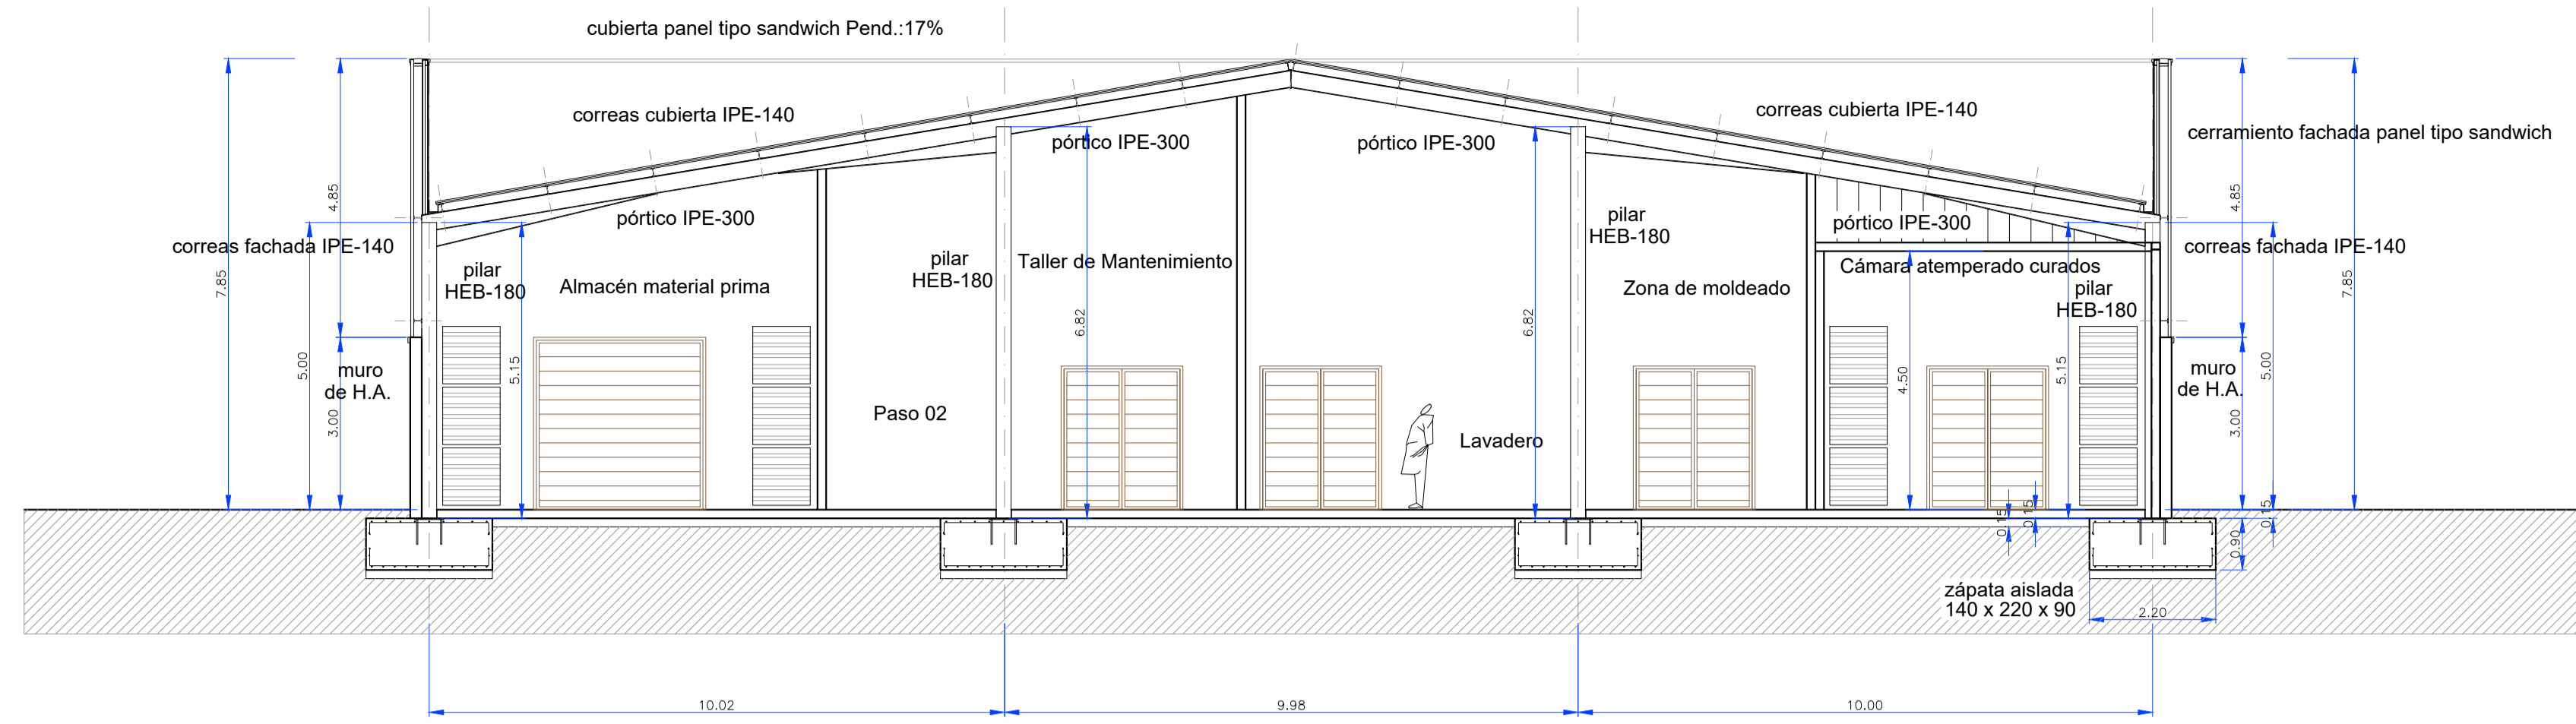 cubierta panel tipo sandwich Pend.:17%
correas cubierta IPE-140
correas cubierta IPE-140
cerramiento fachada panel tipo sandwich
pórtico IPE-300
pórtico IPE-300
pórtico IPE-300
pórtico IPE-300
correas fachada IPE-140
correas fachada IPE-140
pilar
HEB-180
Almacén material prima
pilar
HEB-180
Taller de Mantenimiento
pilar
HEB-180
Zona de moldeado
Cámara atemperado curados
pilar
HEB-180
muro
de H.A.
Paso 02
Lavadero
muro
de H.A.
zápata aislada
140 x 220 x 90
7.85
4.85
5.00
3.00
5.15
6.82
6.82
4.50
5.15
0.15
0.15
4.85
7.85
5.00
3.00
0.15
0.90
2.20
10.02
9.98
10.00